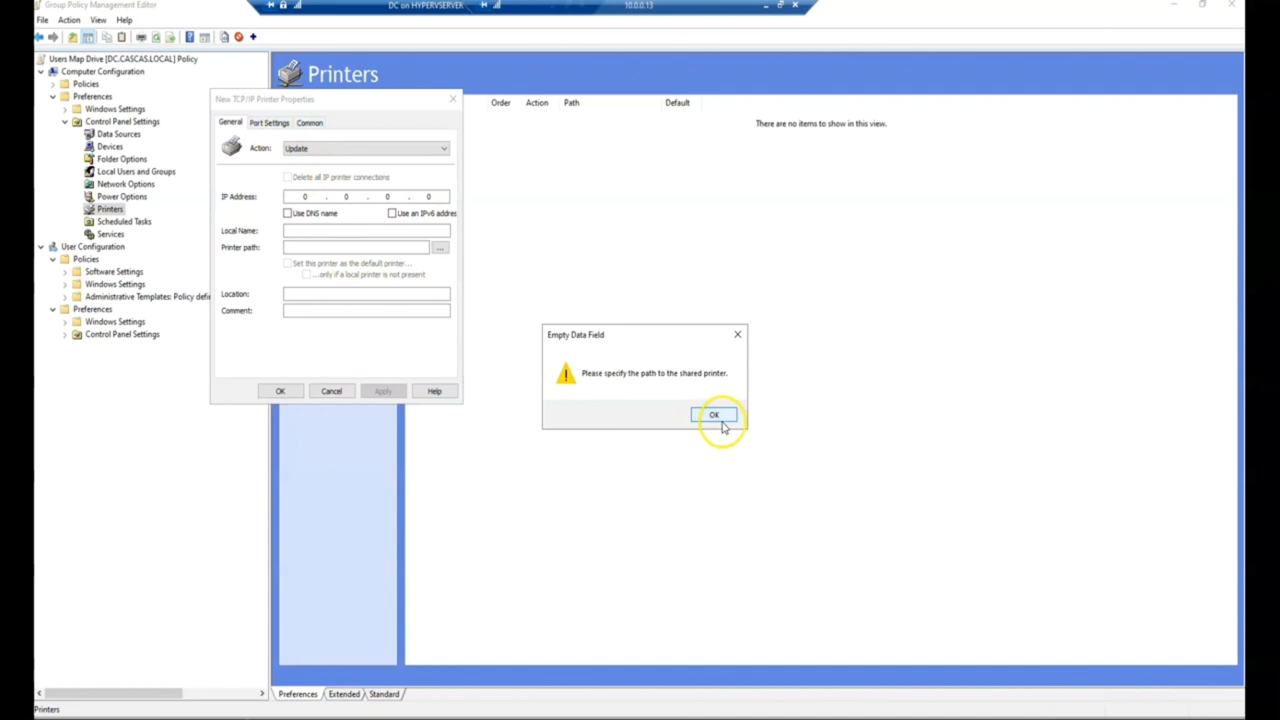 Group Policy Management Editor
DC on HYPERVSERVER
10.0.0.13
File Action View Help
Users Map Drive [DC.CASCAS.LOCAL] Policy
Computer Configuration
Policies
Preferences
Windows Settings
Control Panel Settings
Data Sources
Devices
Folder Options
Local Users and Groups
Network Options
Power Options
Printers
Scheduled Tasks
Services
User Configuration
Policies
Software Settings
Windows Settings
Administrative Templates: Policy defi
Preferences
Windows Settings
Control Panel Settings
Printers
Order Action Path Default
There are no items to show in this view.
New TCP/IP Printer Properties
General Port Settings Common
Action: Update
Delete all IP printer connections
IP Address: 0 . 0 . 0 . 0
Use DNS name Use an IPv6 addres
Local Name:
Printer path: ...
Set this printer as the default printer...
...only if a local printer is not present
Location:
Comment:
OK Cancel Apply Help
Empty Data Field
Please specify the path to the shared printer.
OK
Preferences Extended Standard
Printers